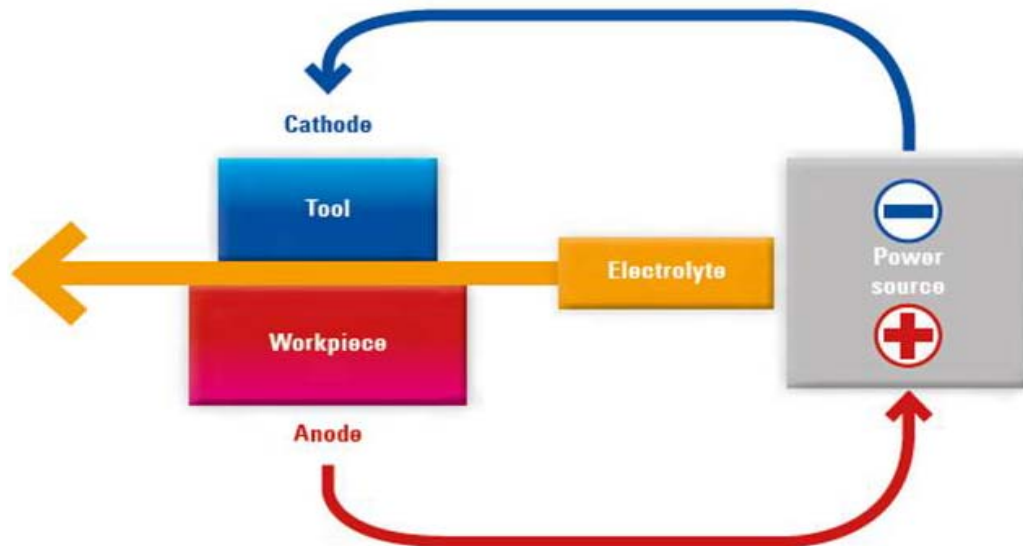 Cathode
Tool
Electrolyte
Power
source
Workpiece
Anode